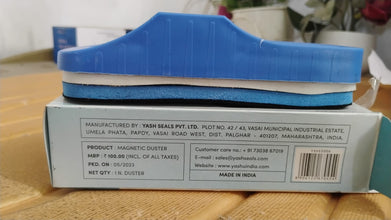 MANUFACTURED BY : YASH SEALS PVT. LTD. PLOT NO. 42 / 43, VASAI MUNICIPAL INDUSTRIAL ESTATE,
UMELA PHATA, PAPDY, VASAI ROAD WEST, DIST. PALGHAR - 401207, MAHARASHTRA, INDIA.
PRODUCT : MAGNETIC DUSTER
MRP : ₹ 100.00 (INCL. OF ALL TAXES)
PKD. ON : 05/2023
NET QTY : 1 N. DUSTER
Customer care no.: + 91 73038 67019
E-mail : sales@yashseals.com
Website : www.yashuindia.com
MADE IN INDIA